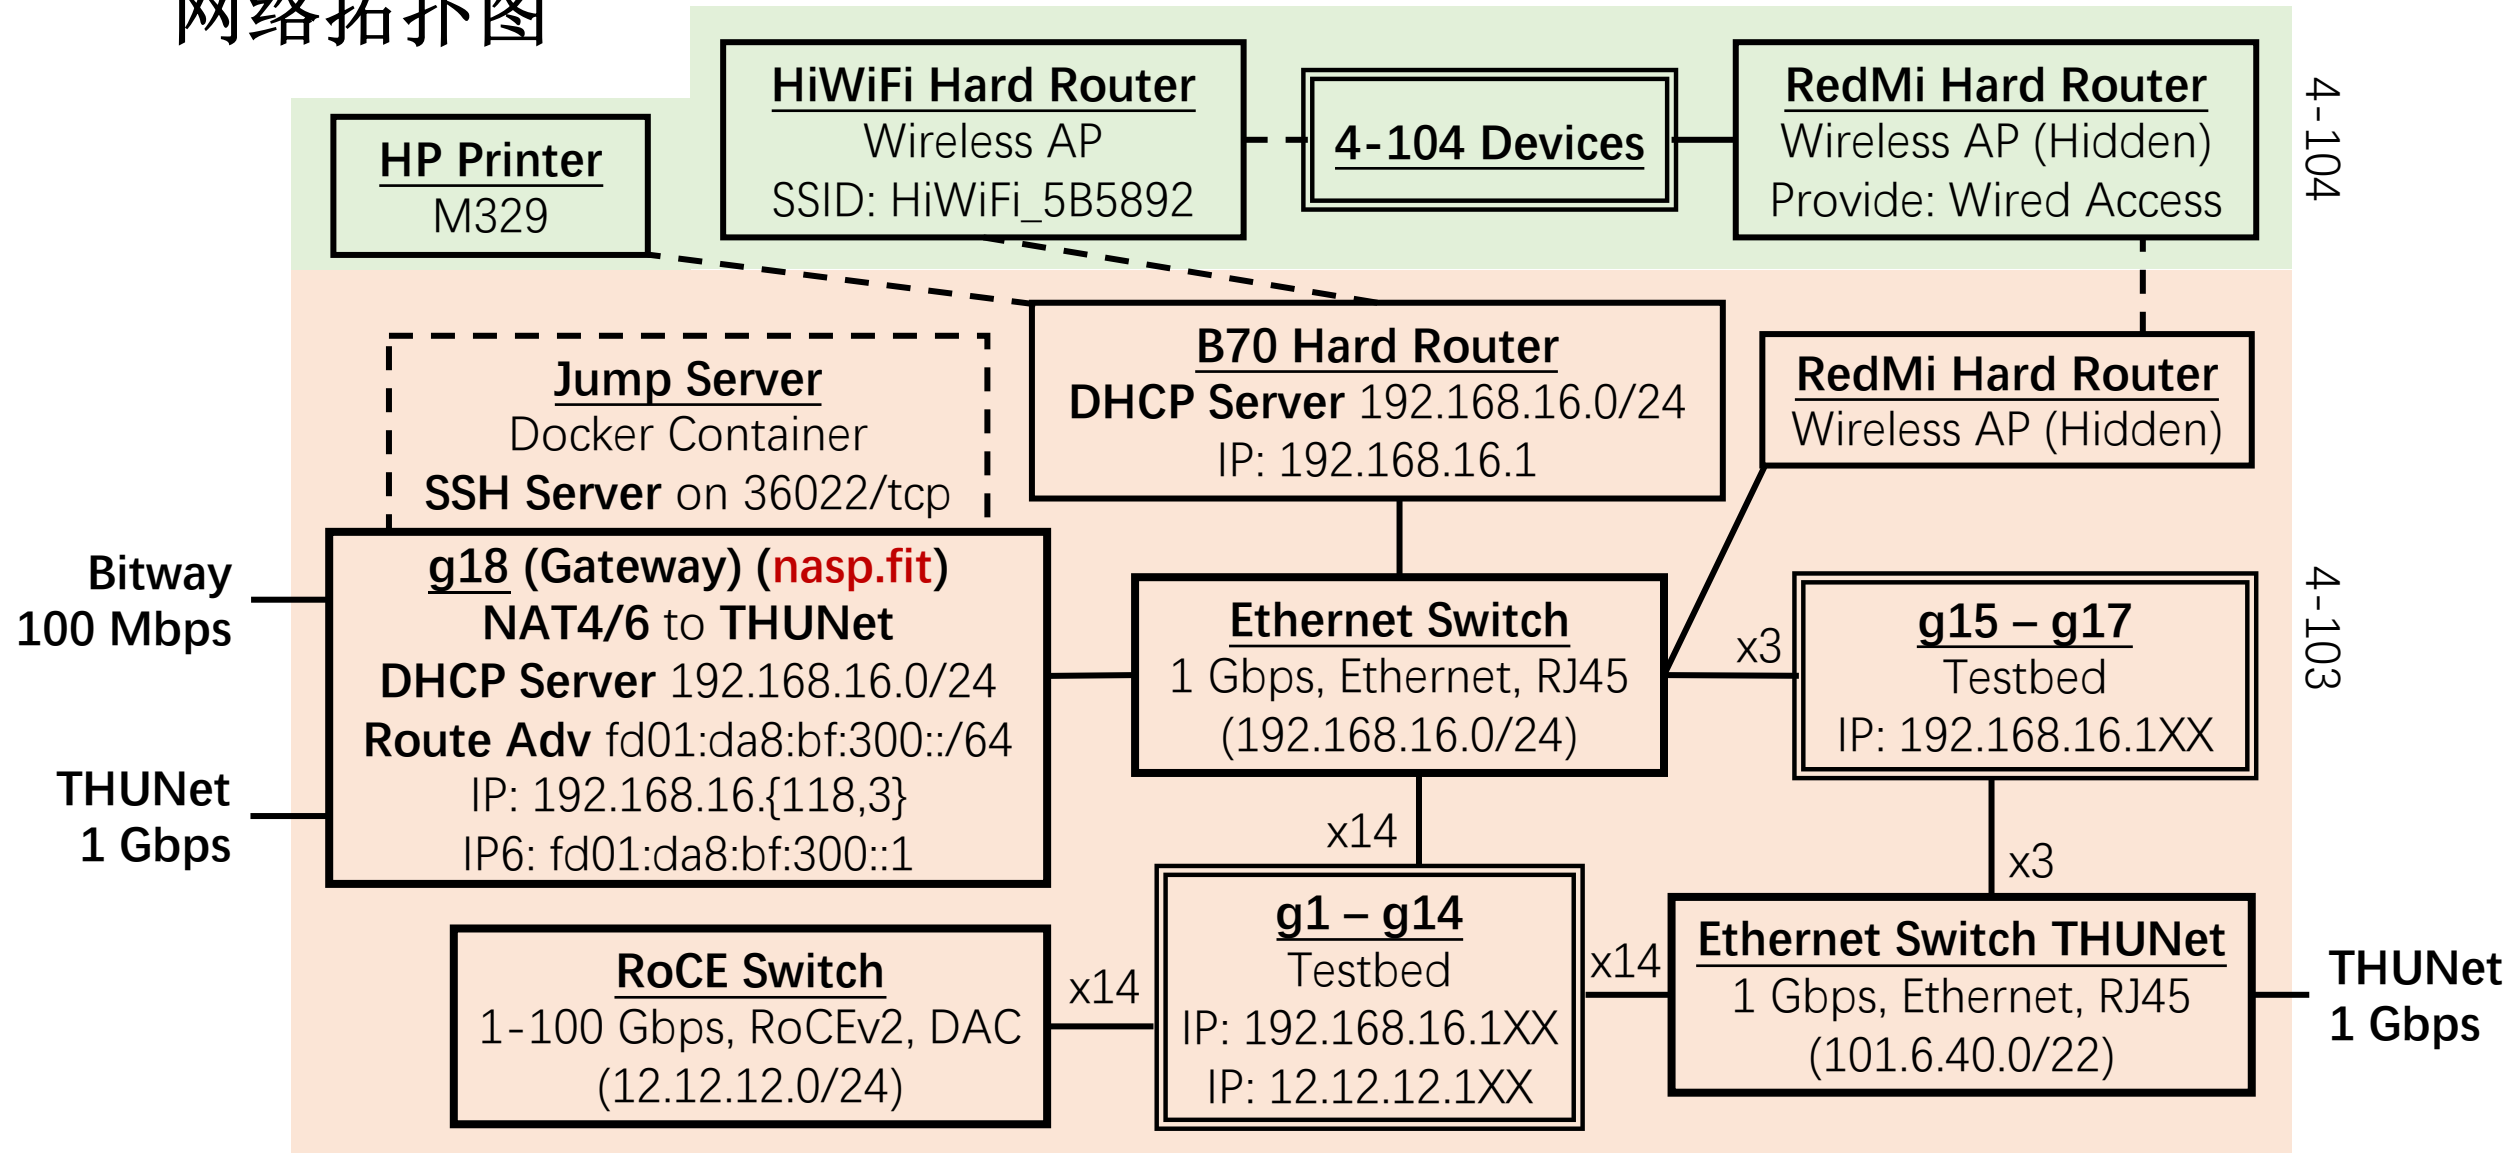 网络拓扑图
HiWiFi Hard Router
Wireless AP
SSID: HiWiFi_5B5892
4-104 Devices
RedMi Hard Router
Wireless AP (Hidden)
Provide: Wired Access
4-104
HP Printer
M329
B70 Hard Router
DHCP Server 192.168.16.0/24
IP: 192.168.16.1
RedMi Hard Router
Wireless AP (Hidden)
Jump Server
Docker Container
SSH Server on 36022/tcp
Bitway
100 Mbps
THUNet
1 Gbps
g18 (Gateway) (nasp.fit)
NAT4/6 to THUNet
DHCP Server 192.168.16.0/24
Route Adv fd01:da8:bf:300::/64
IP: 192.168.16.{118,3}
IP6: fd01:da8:bf:300::1
Ethernet Switch
1 Gbps, Ethernet, RJ45
(192.168.16.0/24)
x3
g15 – g17
Testbed
IP: 192.168.16.1XX
4-103
x14
x3
RoCE Switch
1-100 Gbps, RoCEv2, DAC
(12.12.12.0/24)
x14
g1 – g14
Testbed
IP: 192.168.16.1XX
IP: 12.12.12.1XX
x14
Ethernet Switch THUNet
1 Gbps, Ethernet, RJ45
(101.6.40.0/22)
THUNet
1 Gbps